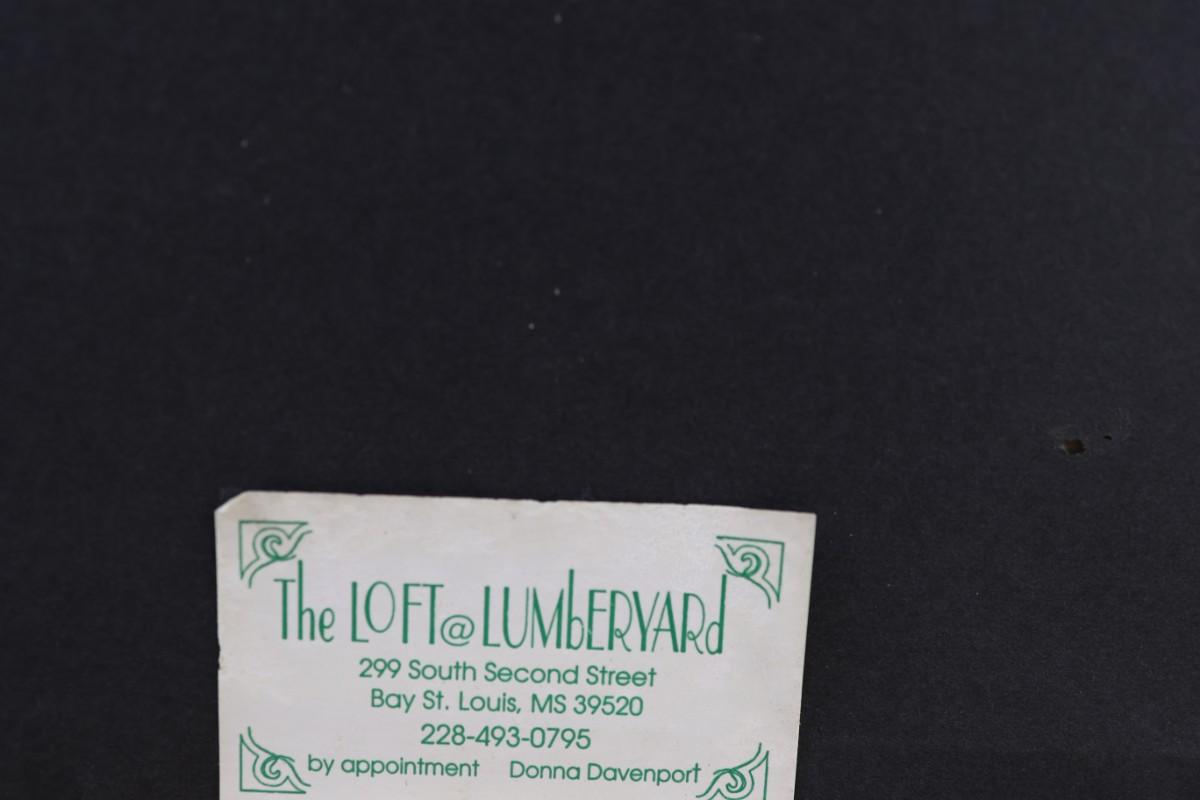 The LOFT@LUMbERYARd
299 South Second Street
Bay St. Louis, MS 39520
228-493-0795
by appointment Donna Davenport